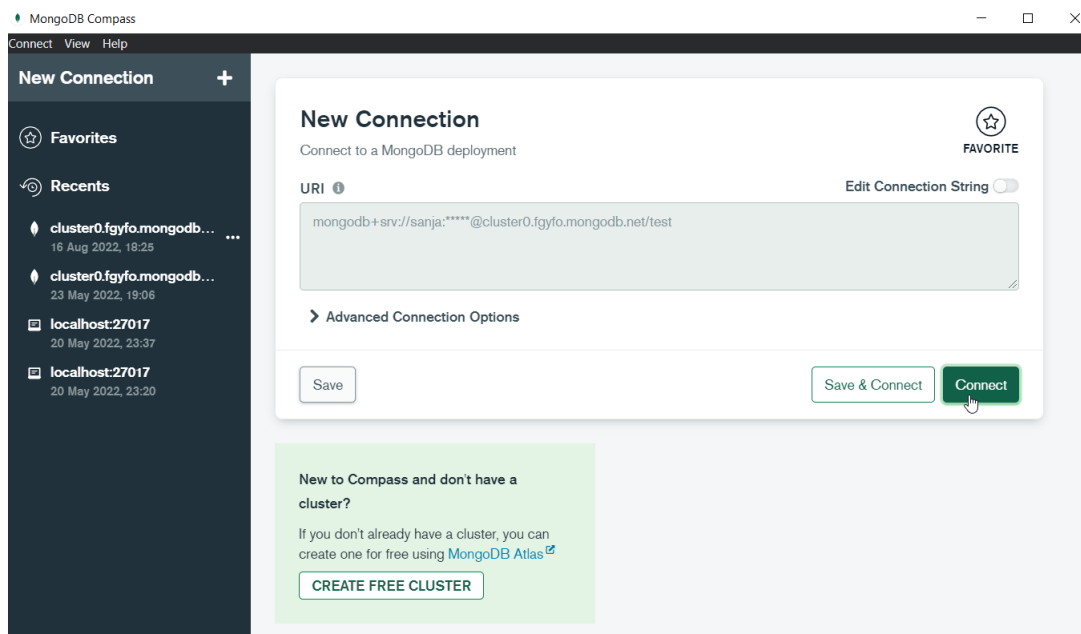 MongoDB Compass
Connect View Help
New Connection
Favorites
Recents
cluster0.fgyfo.mongodb...
16 Aug 2022, 18:25
cluster0.fgyfo.mongodb...
23 May 2022, 19:06
localhost:27017
20 May 2022, 23:37
localhost:27017
20 May 2022, 23:20
New Connection
Connect to a MongoDB deployment
FAVORITE
URI
Edit Connection String
mongodb+srv://sanja:*****@cluster0.fgyfo.mongodb.net/test
Advanced Connection Options
Save
Save & Connect
Connect
New to Compass and don't have a
cluster?
If you don't already have a cluster, you can
create one for free using MongoDB Atlas
CREATE FREE CLUSTER